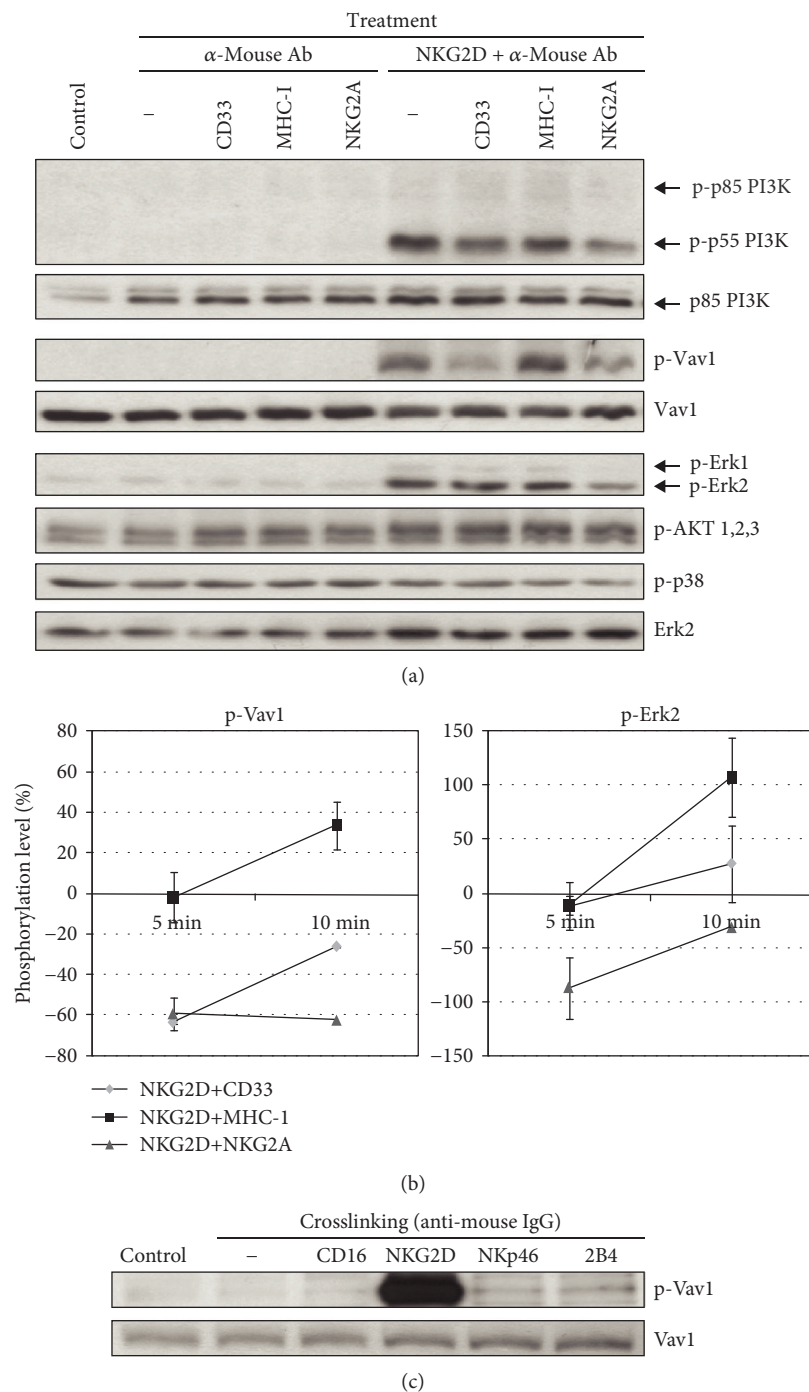 Treatment
α-Mouse Ab
NKG2D + α-Mouse Ab
Control
–
CD33
MHC-I
NKG2A
–
CD33
MHC-I
NKG2A
p-p85 PI3K
p-p55 PI3K
p85 PI3K
p-Vav1
Vav1
p-Erk1
p-Erk2
p-AKT 1,2,3
p-p38
Erk2
(a)
p-Vav1
Phosphorylation level (%)
80
60
40
20
0
−20
−40
−60
−80
5 min
10 min
p-Erk2
150
100
50
0
−50
−100
−150
5 min
10 min
NKG2D+CD33
NKG2D+MHC-1
NKG2D+NKG2A
(b)
Crosslinking (anti-mouse IgG)
Control – CD16 NKG2D NKp46 2B4
p-Vav1
Vav1
(c)